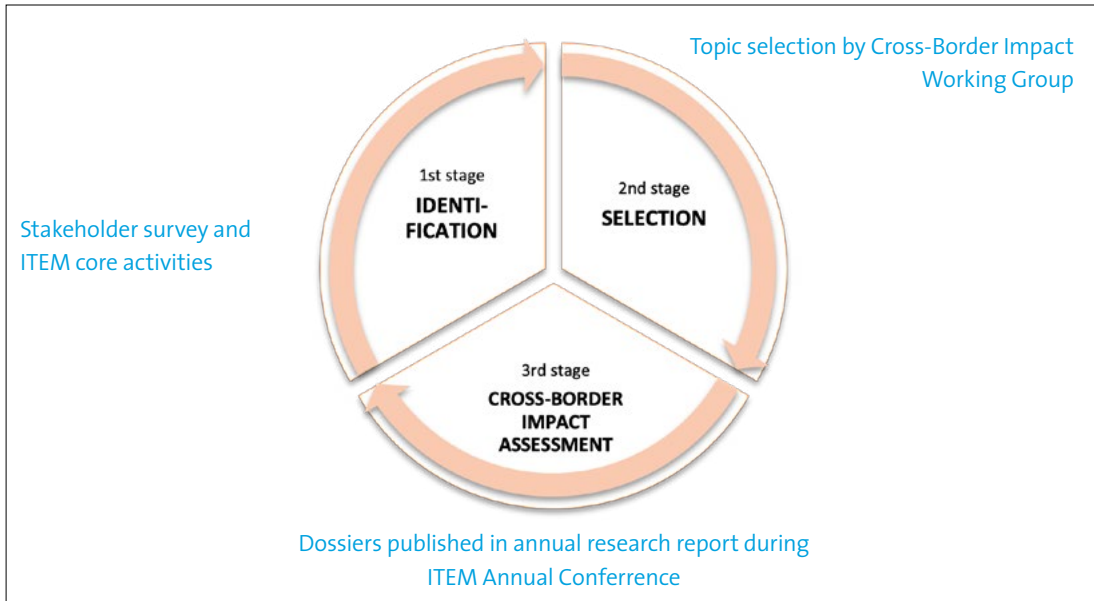 Topic selection by Cross-Border Impact
Working Group
1st stage
IDENTI-
FICATION
2nd stage
SELECTION
Stakeholder survey and
ITEM core activities
3rd stage
CROSS-BORDER
IMPACT
ASSESSMENT
Dossiers published in annual research report during
ITEM Annual Conferrence